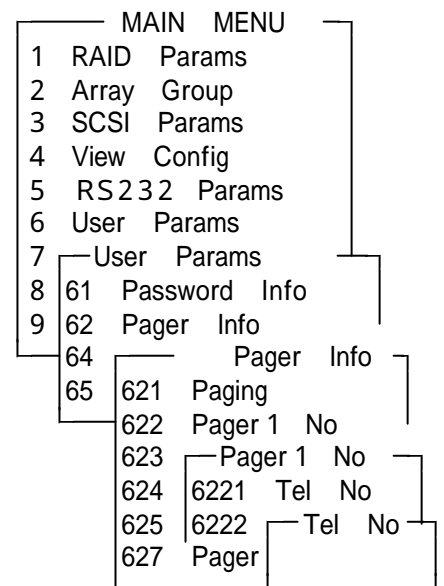 MAIN MENU
1 RAID Params
2 Array Group
3 SCSI Params
4 View Config
5 RS232 Params
6 User Params
7 User Params
8 61 Password Info
9 62 Pager Info
64 Pager Info
65 621 Paging
622 Pager 1 No
623 Pager 1 No
624 6221 Tel No
625 6222 Tel No
627 Pager